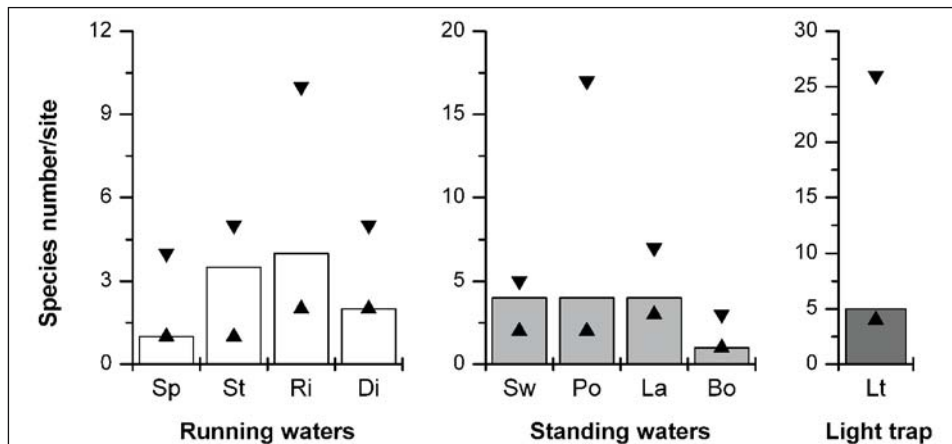 Species number/site
12
9
6
3
0
Sp St Ri Di
Running waters
20
15
10
5
0
Sw Po La Bo
Standing waters
30
25
20
15
10
5
0
Lt
Light trap